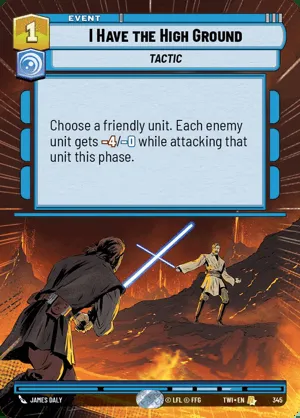 EVENT
1
I HAVE THE HIGH GROUND
TACTIC
Choose a friendly unit. Each enemy
unit gets -4/-0 while attacking that
unit this phase.
JAMES DALY
© LFL © FFG
TWI • EN
345